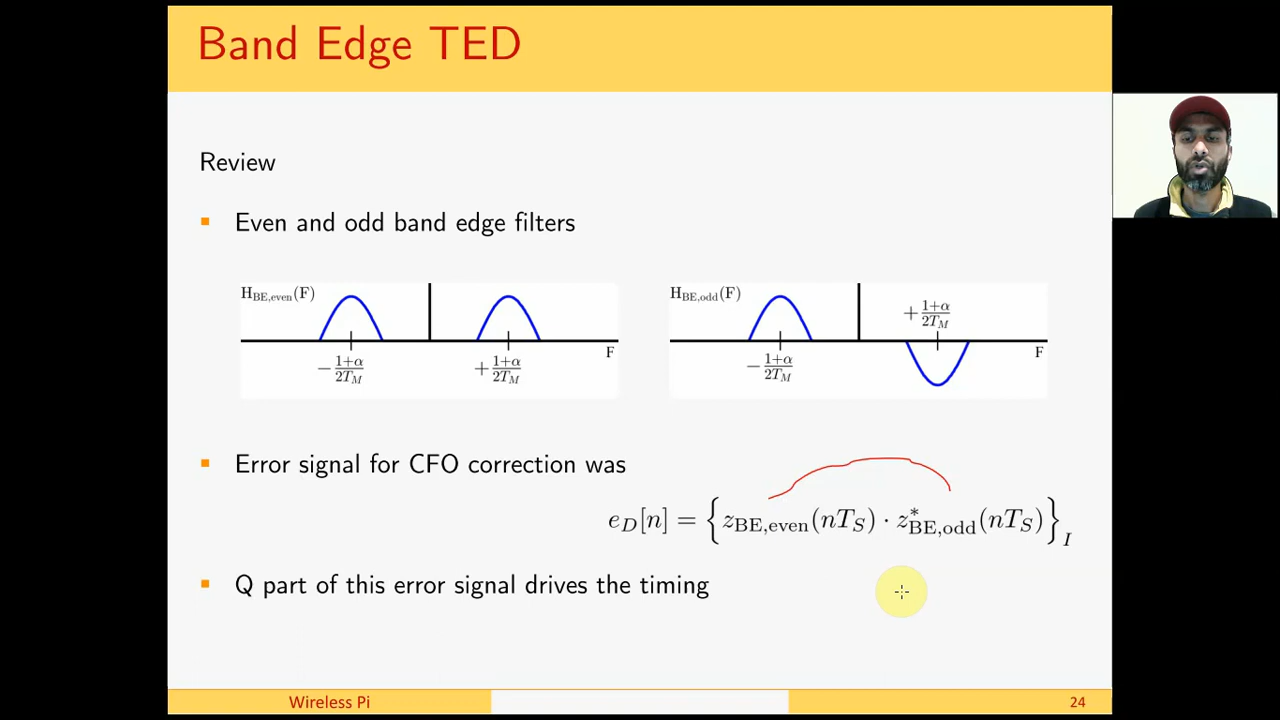 Band Edge TED
Review
Even and odd band edge filters
H_BE,even(F)
−(1+α)/(2T_M)
+(1+α)/(2T_M)
F
H_BE,odd(F)
−(1+α)/(2T_M)
+(1+α)/(2T_M)
F
Error signal for CFO correction was
e_D[n] = {z_BE,even(nT_S) · z*_BE,odd(nT_S)}_I
Q part of this error signal drives the timing
Wireless Pi
24